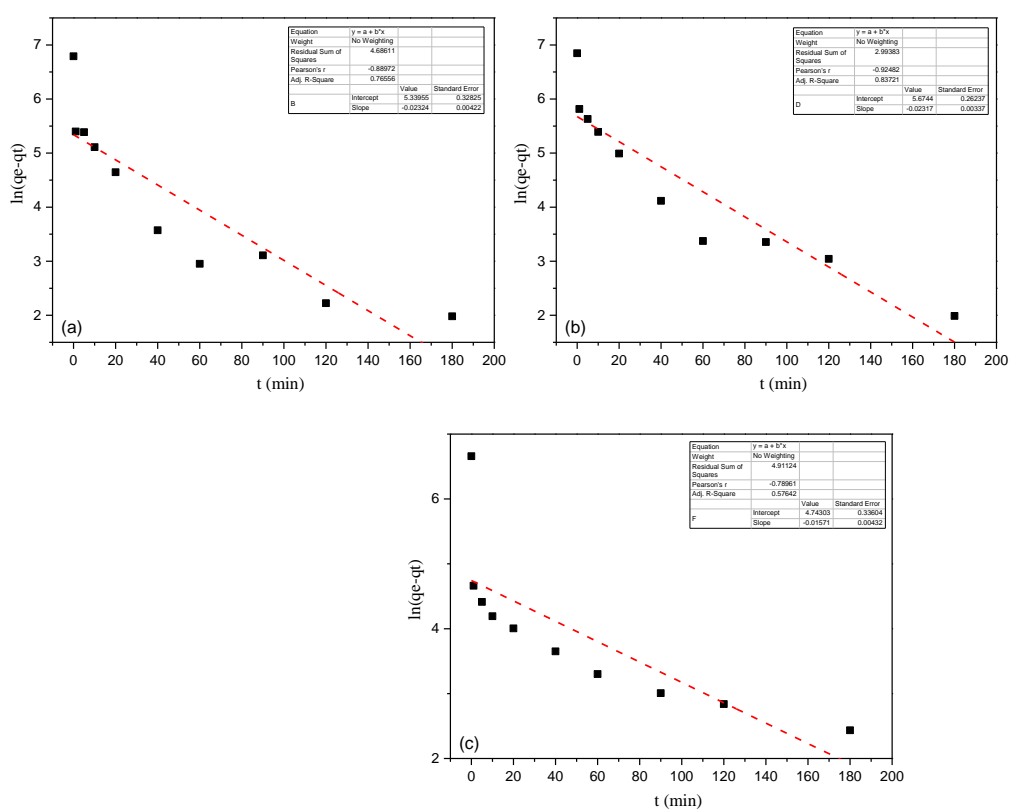 Equation y = a + b*x
Weight No Weighting
Residual Sum of Squares 4.68611
Pearson's r -0.88972
Adj. R-Square 0.76556
Value Standard Error
B Intercept 5.33955 0.32825
Slope -0.02324 0.00422
7
6
5
4
3
2
ln(qe-qt)
(a)
0 20 40 60 80 100 120 140 160 180 200
t (min)
Equation y = a + b*x
Weight No Weighting
Residual Sum of Squares 2.99383
Pearson's r -0.92482
Adj. R-Square 0.83721
Value Standard Error
D Intercept 5.6744 0.26237
Slope -0.02317 0.00337
7
6
5
4
3
2
ln(qe-qt)
(b)
0 20 40 60 80 100 120 140 160 180 200
t (min)
Equation y = a + b*x
Weight No Weighting
Residual Sum of Squares 4.91124
Pearson's r -0.78961
Adj. R-Square 0.57642
Value Standard Error
F Intercept 4.74303 0.33604
Slope -0.01571 0.00432
6
4
2
ln(qe-qt)
(c)
0 20 40 60 80 100 120 140 160 180 200
t (min)